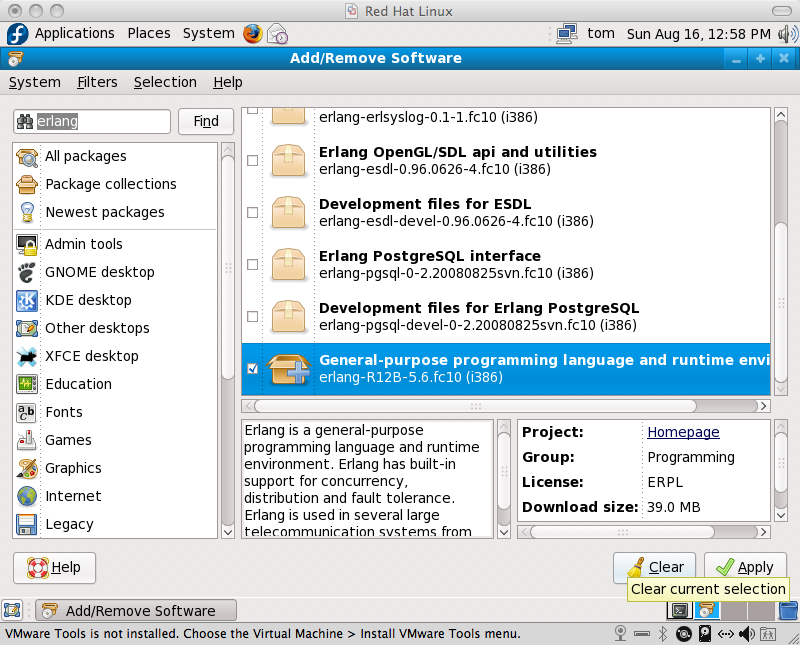 Red Hat Linux
Applications Places System tom Sun Aug 16, 12:58 PM
Add/Remove Software
System Filters Selection Help
erlang Find
All packages
Package collections
Newest packages
Admin tools
GNOME desktop
KDE desktop
Other desktops
XFCE desktop
Education
Fonts
Games
Graphics
Internet
Legacy
erlang-erlsyslog-0.1-1.fc10 (i386)
Erlang OpenGL/SDL api and utilities
erlang-esdl-0.96.0626-4.fc10 (i386)
Development files for ESDL
erlang-esdl-devel-0.96.0626-4.fc10 (i386)
Erlang PostgreSQL interface
erlang-pgsql-0-2.20080825svn.fc10 (i386)
Development files for Erlang PostgreSQL
erlang-pgsql-devel-0-2.20080825svn.fc10 (i386)
General-purpose programming language and runtime envi
erlang-R12B-5.6.fc10 (i386)
Erlang is a general-purpose
programming language and runtime
environment. Erlang has built-in
support for concurrency,
distribution and fault tolerance.
Erlang is used in several large
telecommunication systems from
Project: Homepage
Group: Programming
License: ERPL
Download size: 39.0 MB
Help Clear Apply
Clear current selection
Add/Remove Software
VMware Tools is not installed. Choose the Virtual Machine > Install VMware Tools menu.